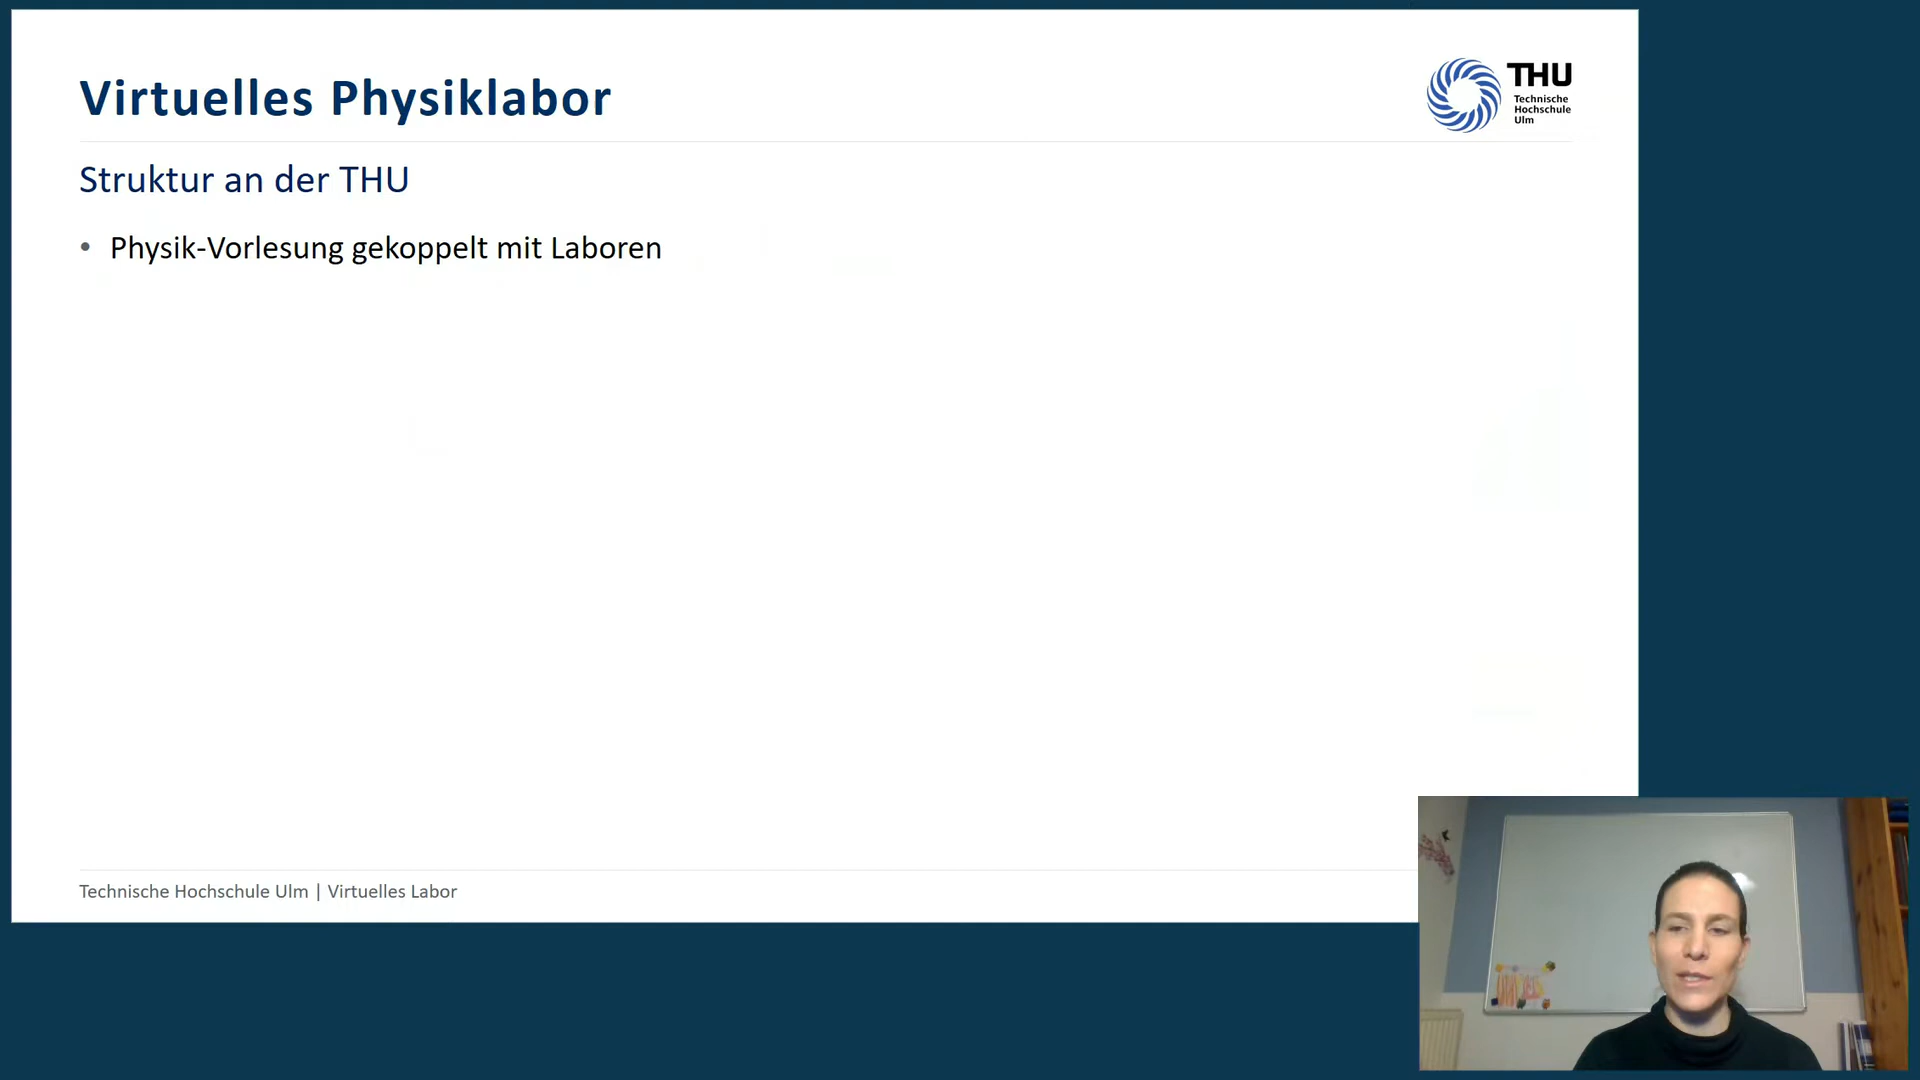 Virtuelles Physiklabor
THU
Technische
Hochschule
Ulm
Struktur an der THU
• Physik-Vorlesung gekoppelt mit Laboren
Technische Hochschule Ulm | Virtuelles Labor